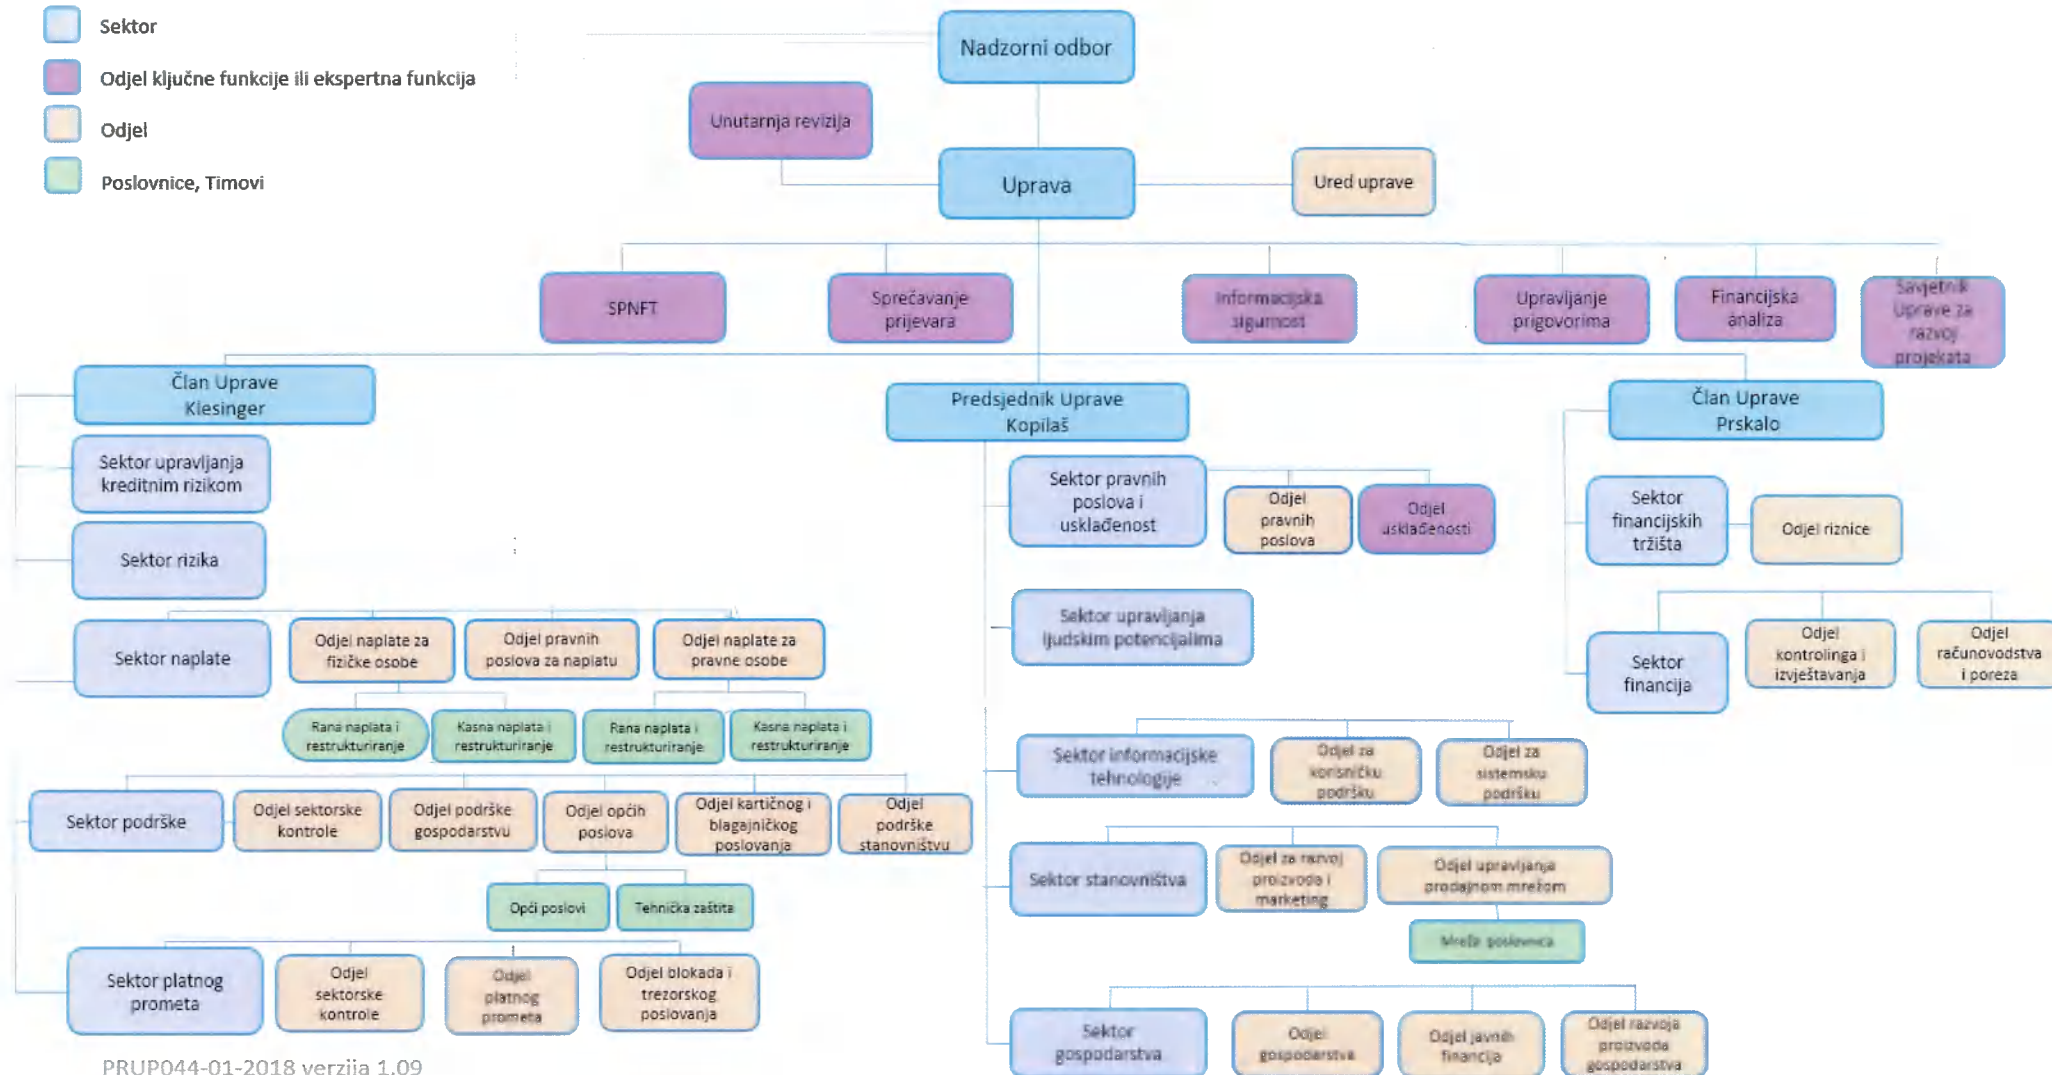 Sektor
Odjel ključne funkcije ili ekspertna funkcija
Odjel
Poslovnice, Timovi
Nadzorni odbor
Unutarnja revizija
Uprava
Ured uprave
SPNFT
Sprečavanje
prijevara
Informacijska
sigurnost
Upravljanje
prigovorima
Financijska
analiza
Savjetnik
Uprave za
razvoj
projekata
Član Uprave
Klesinger
Sektor upravljanja
kreditnim rizikom
Sektor rizika
Sektor naplate
Odjel naplate za
fizičke osobe
Odjel pravnih
poslova za naplatu
Odjel naplate za
pravne osobe
Rana naplata i
restrukturiranje
Kasna naplata i
restrukturiranje
Rana naplata i
restrukturiranje
Kasna naplata i
restrukturiranje
Sektor podrške
Odjel sektorske
kontrole
Odjel podrške
gospodarstvu
Odjel općih
poslova
Odjel kartičnog i
blagajničkog
poslovanja
Odjel
podrške
stanovništvu
Opći poslovi
Tehnička zaštita
Sektor platnog
prometa
Odjel
sektorske
kontrole
Odjel
platnog
prometa
Odjel blokada i
trezorskog
poslovanja
Predsjednik Uprave
Kopilaš
Sektor pravnih
poslova i
usklađenost
Odjel
pravnih
poslova
Odjel
usklađenosti
Sektor upravljanja
ljudskim potencijalima
Sektor informacijske
tehnologije
Odjel za
korisničku
podršku
Odjel za
sistemsku
podršku
Sektor stanovništva
Odjel za razvoj
proizvoda i
marketing
Odjel upravljanja
prodajnom mrežom
Mreža poslovnica
Sektor
gospodarstva
Odjel
gospodarstva
Odjel javnih
financija
Odjel razvoja
proizvoda
gospodarstva
Član Uprave
Prskalo
Sektor
financijskih
tržišta
Odjel riznice
Sektor
financija
Odjel
kontrolinga i
izvještavanja
Odjel
računovodstva
i poreza
PRUP044-01-2018 verzija 1.09